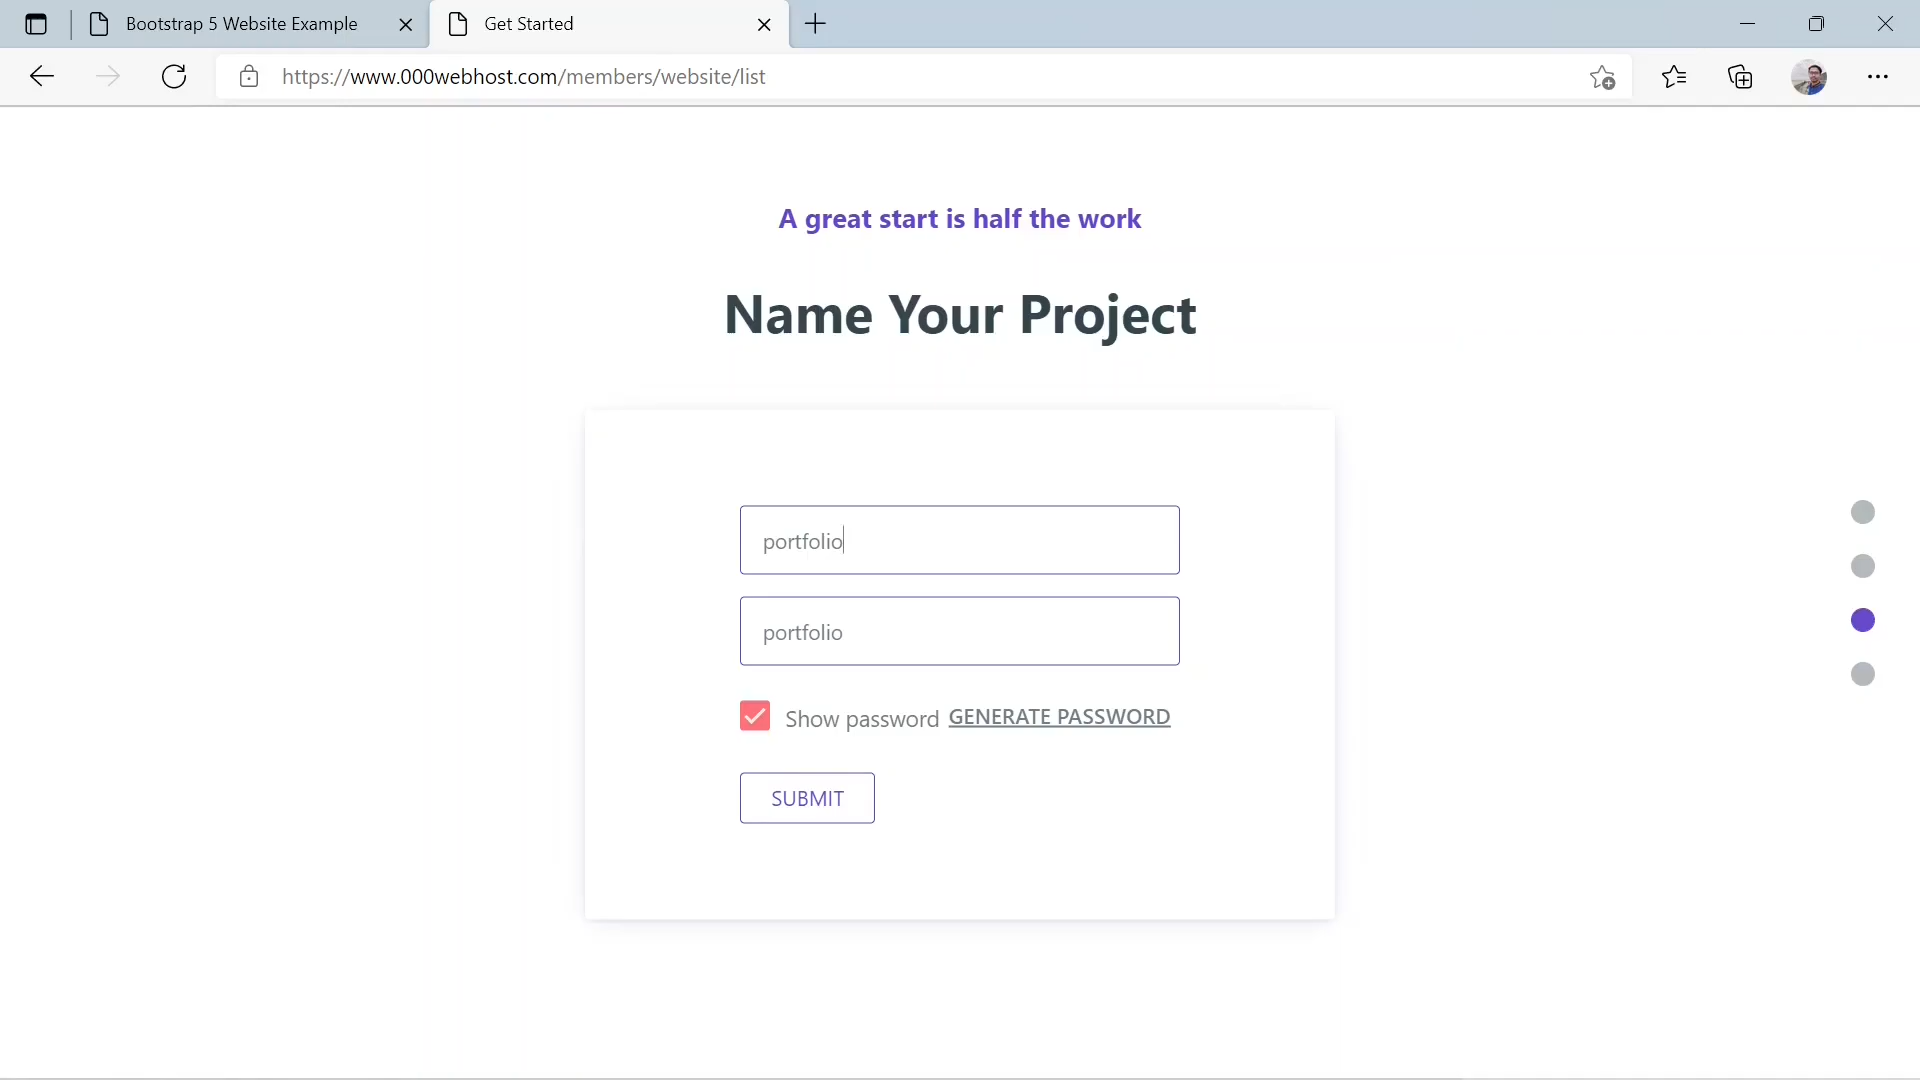 Bootstrap 5 Website Example
Get Started
https://www.000webhost.com/members/website/list
A great start is half the work
Name Your Project
portfolio
portfolio
Show password GENERATE PASSWORD
SUBMIT